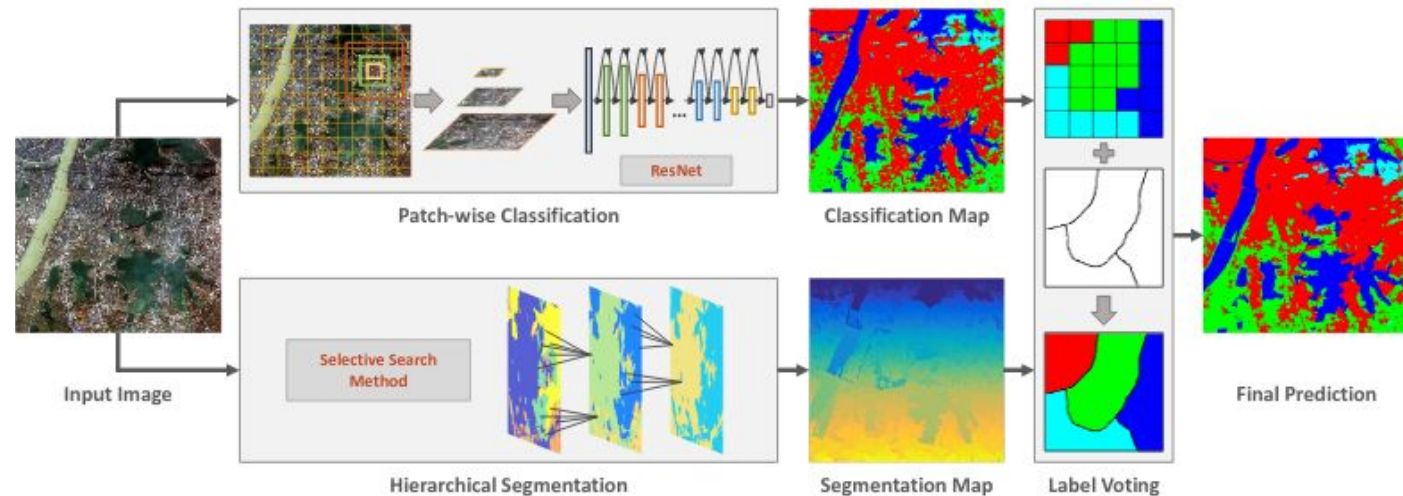 ResNet
...
Patch-wise Classification
Classification Map
Selective Search
Method
Input Image
Final Prediction
Hierarchical Segmentation
Segmentation Map
Label Voting